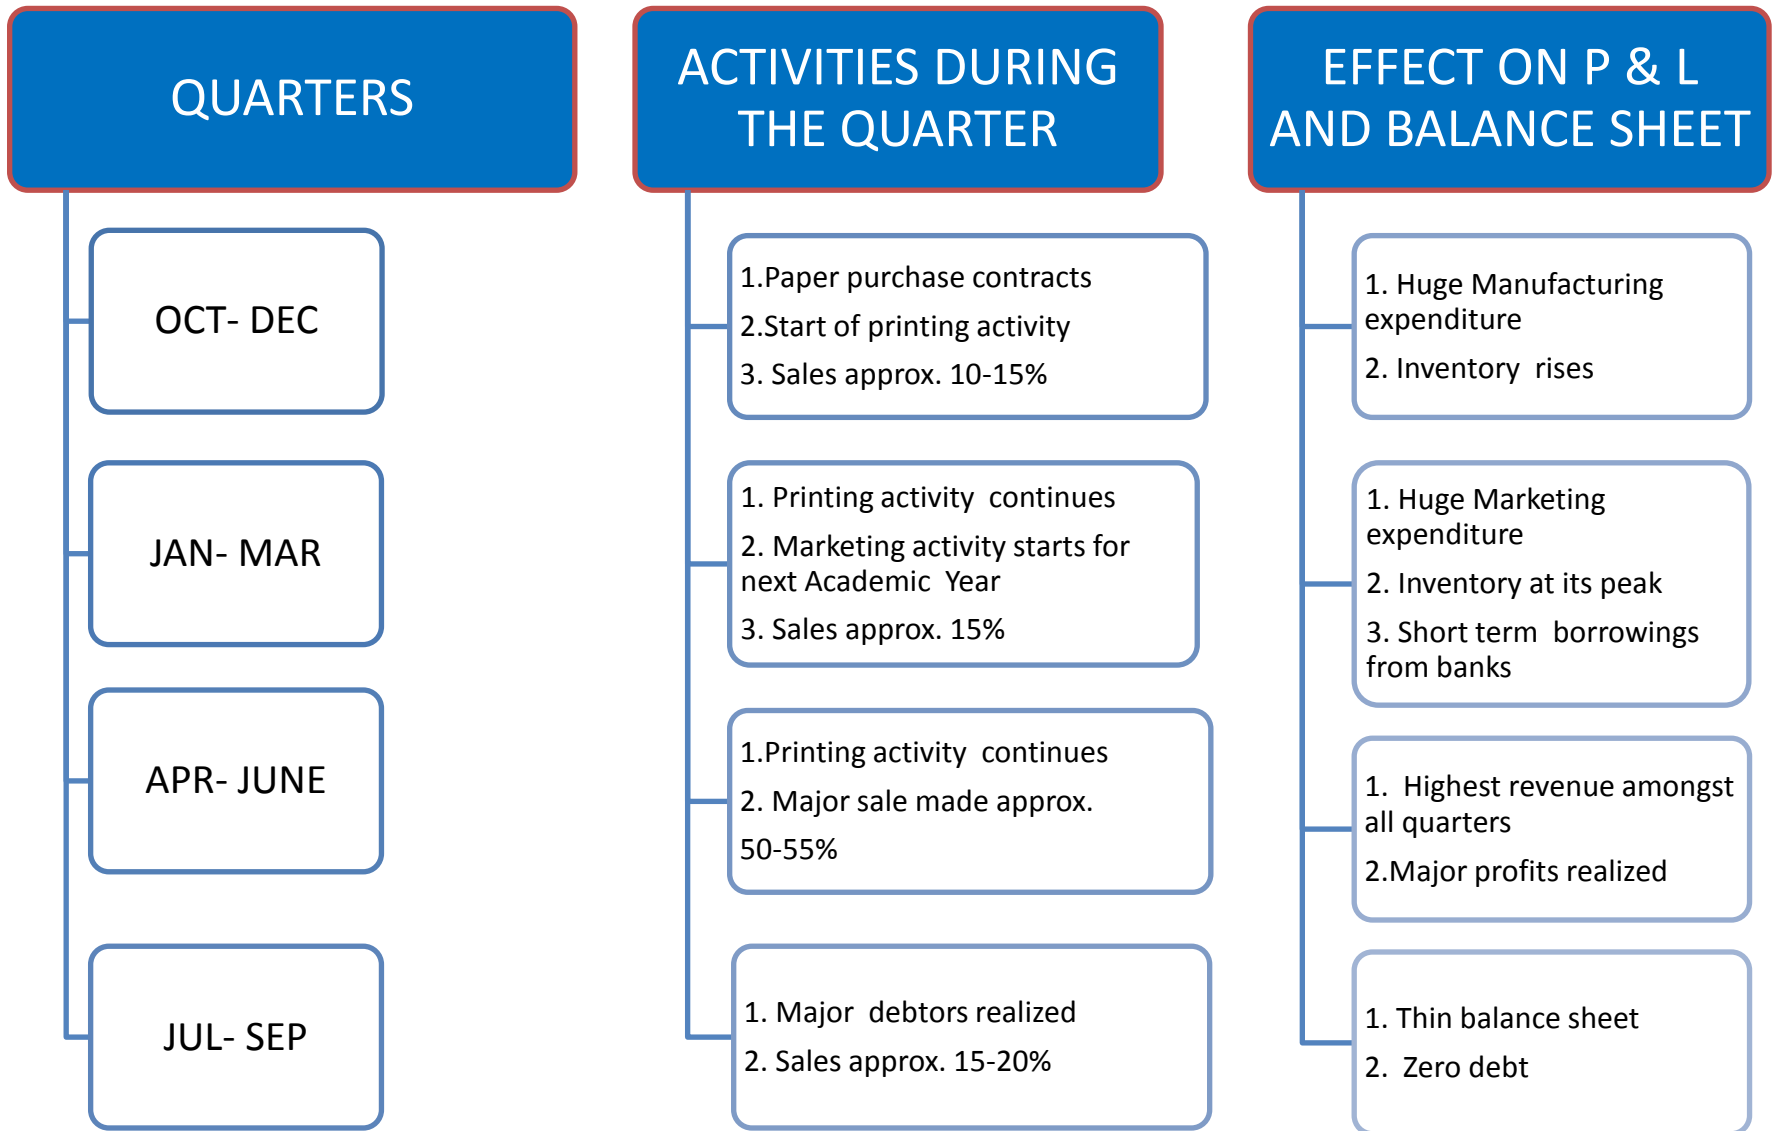 QUARTERS
ACTIVITIES DURING
THE QUARTER
EFFECT ON P & L
AND BALANCE SHEET
OCT- DEC
1.Paper purchase contracts
2.Start of printing activity
3. Sales approx. 10-15%
1. Huge Manufacturing
expenditure
2. Inventory rises
JAN- MAR
1. Printing activity continues
2. Marketing activity starts for
next Academic Year
3. Sales approx. 15%
1. Huge Marketing
expenditure
2. Inventory at its peak
3. Short term borrowings
from banks
APR- JUNE
1.Printing activity continues
2. Major sale made approx.
50-55%
1. Highest revenue amongst
all quarters
2.Major profits realized
JUL- SEP
1. Major debtors realized
2. Sales approx. 15-20%
1. Thin balance sheet
2. Zero debt